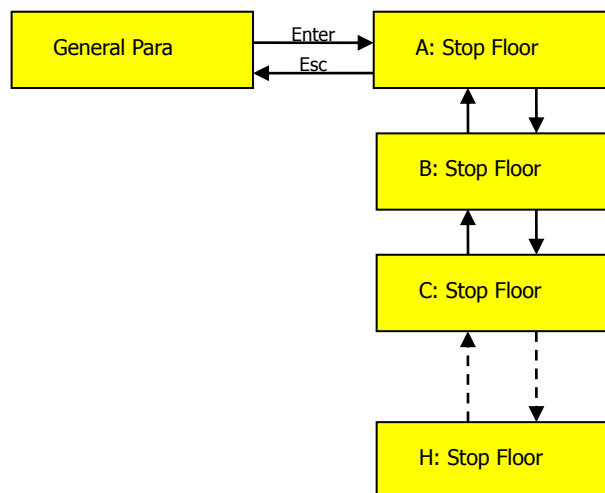 General Para
Enter
Esc
A: Stop Floor
B: Stop Floor
C: Stop Floor
H: Stop Floor